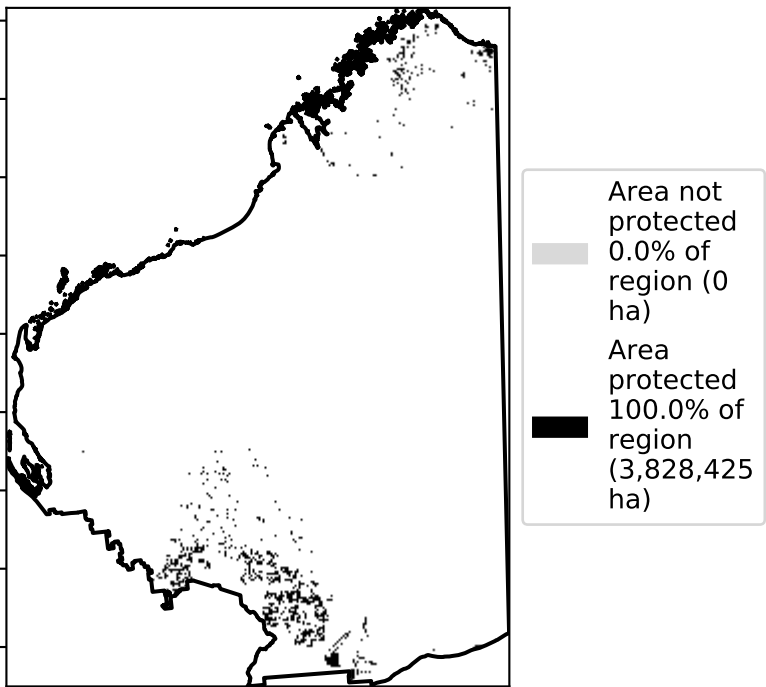 Area not
protected
0.0% of
region (0
ha)
Area
protected
100.0% of
region
(3,828,425
ha)